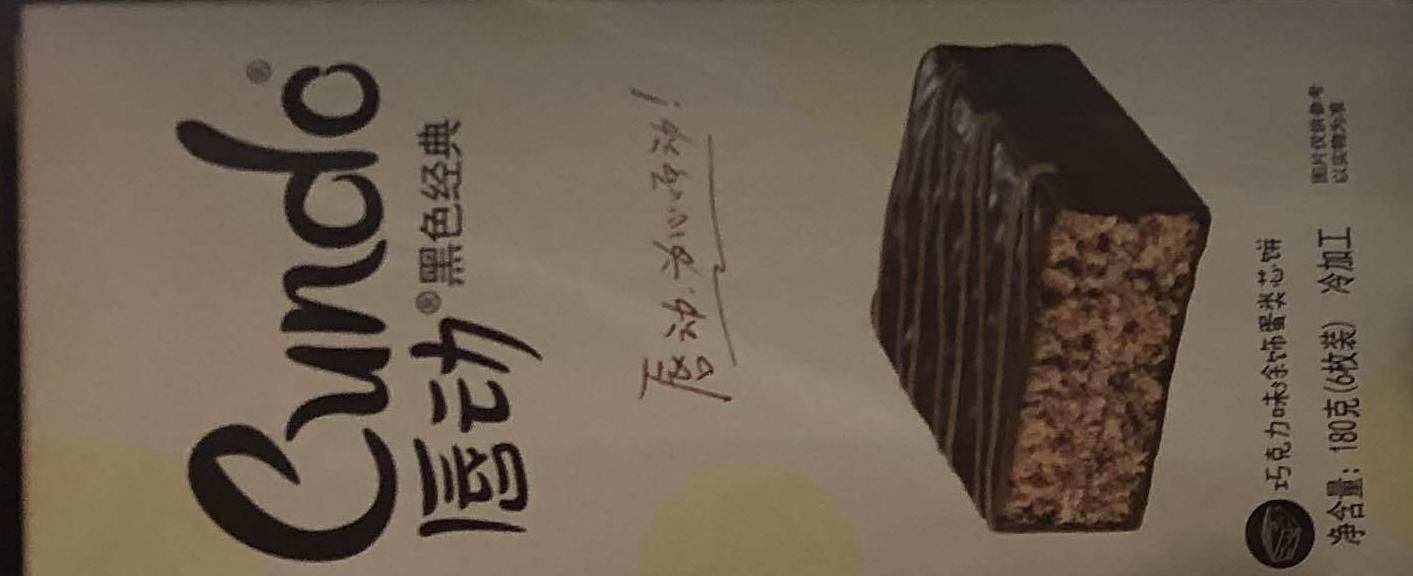 Cundo®
唇动®黑色经典
唇动,为心而动!
巧克力味涂饰蛋类芯饼
净含量:180克(6枚装) 冷加工
图片仅供参考
以实物为准